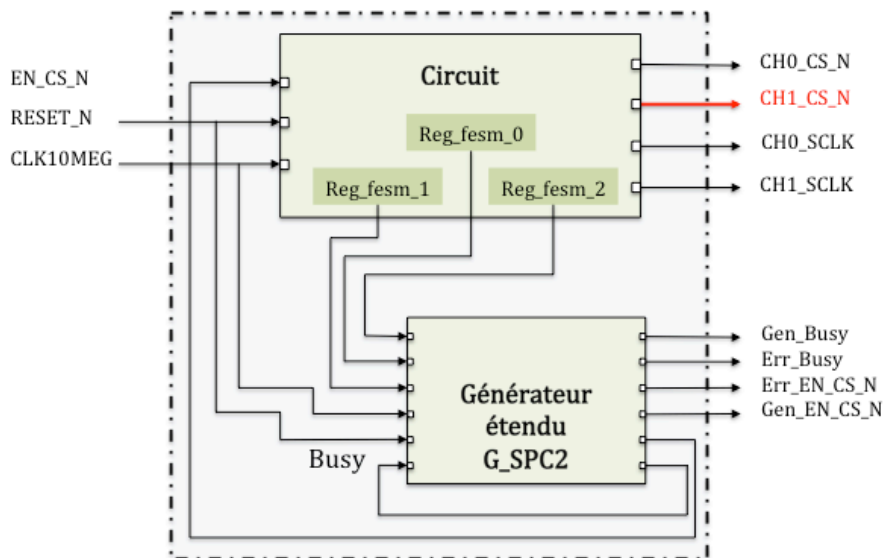 EN_CS_N
RESET_N
CLK10MEG
Circuit
Reg_fesm_0
Reg_fesm_1
Reg_fesm_2
CH0_CS_N
CH1_CS_N
CH0_SCLK
CH1_SCLK
Générateur
étendu
G_SPC2
Busy
Gen_Busy
Err_Busy
Err_EN_CS_N
Gen_EN_CS_N